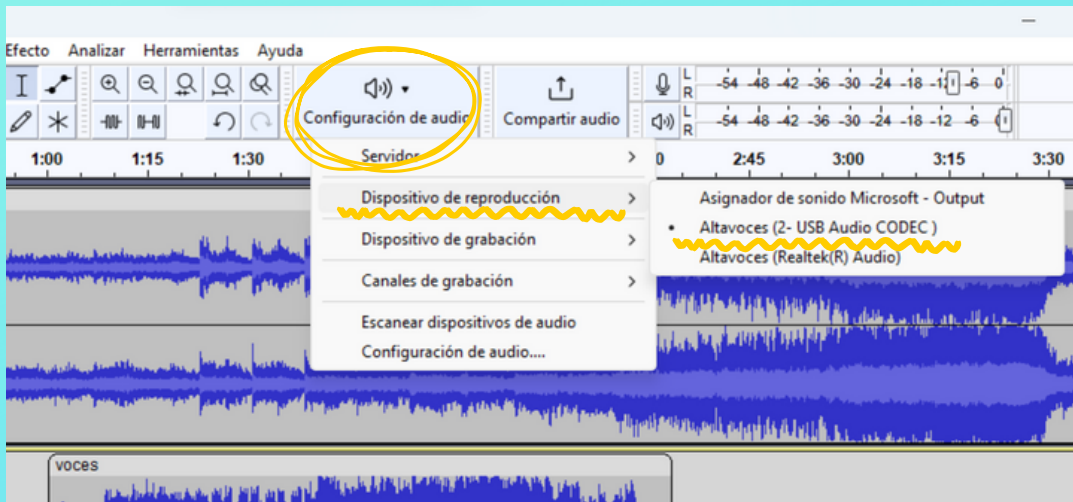 Efecto Analizar Herramientas Ayuda
Configuración de audio
Compartir audio
L
R
-54 -48 -42 -36 -30 -24 -18 -12 -6 0
L
R
-54 -48 -42 -36 -30 -24 -18 -12 -6
1:00 1:15 1:30 2:45 3:00 3:15 3:30
Servidor
Dispositivo de reproducción
Dispositivo de grabación
Canales de grabación
Escanear dispositivos de audio
Configuración de audio....
Asignador de sonido Microsoft - Output
Altavoces (2- USB Audio CODEC )
Altavoces (Realtek(R) Audio)
voces